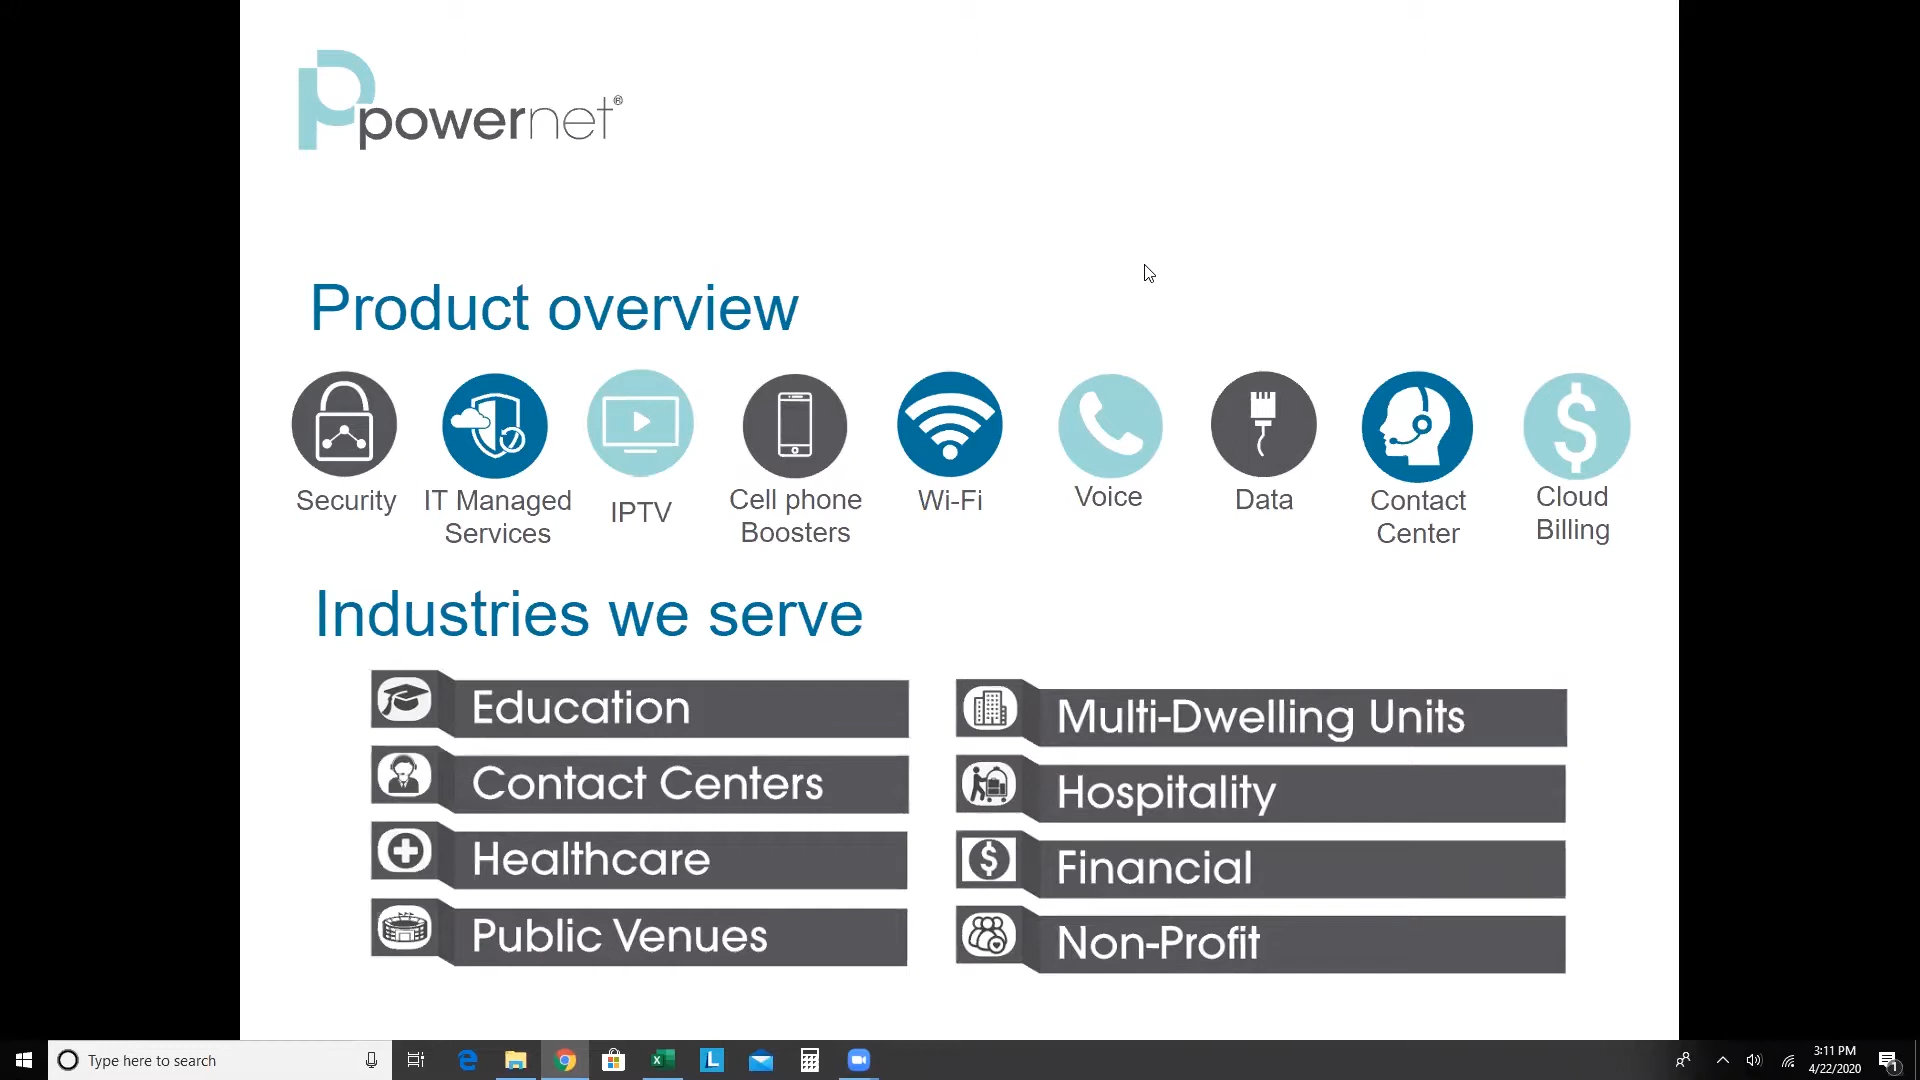 powernet®
Product overview
Security
IT Managed
Services
IPTV
Cell phone
Boosters
Wi-Fi
Voice
Data
Contact
Center
Cloud
Billing
Industries we serve
Education
Contact Centers
Healthcare
Public Venues
Multi-Dwelling Units
Hospitality
Financial
Non-Profit
Type here to search
3:11 PM
4/22/2020
1